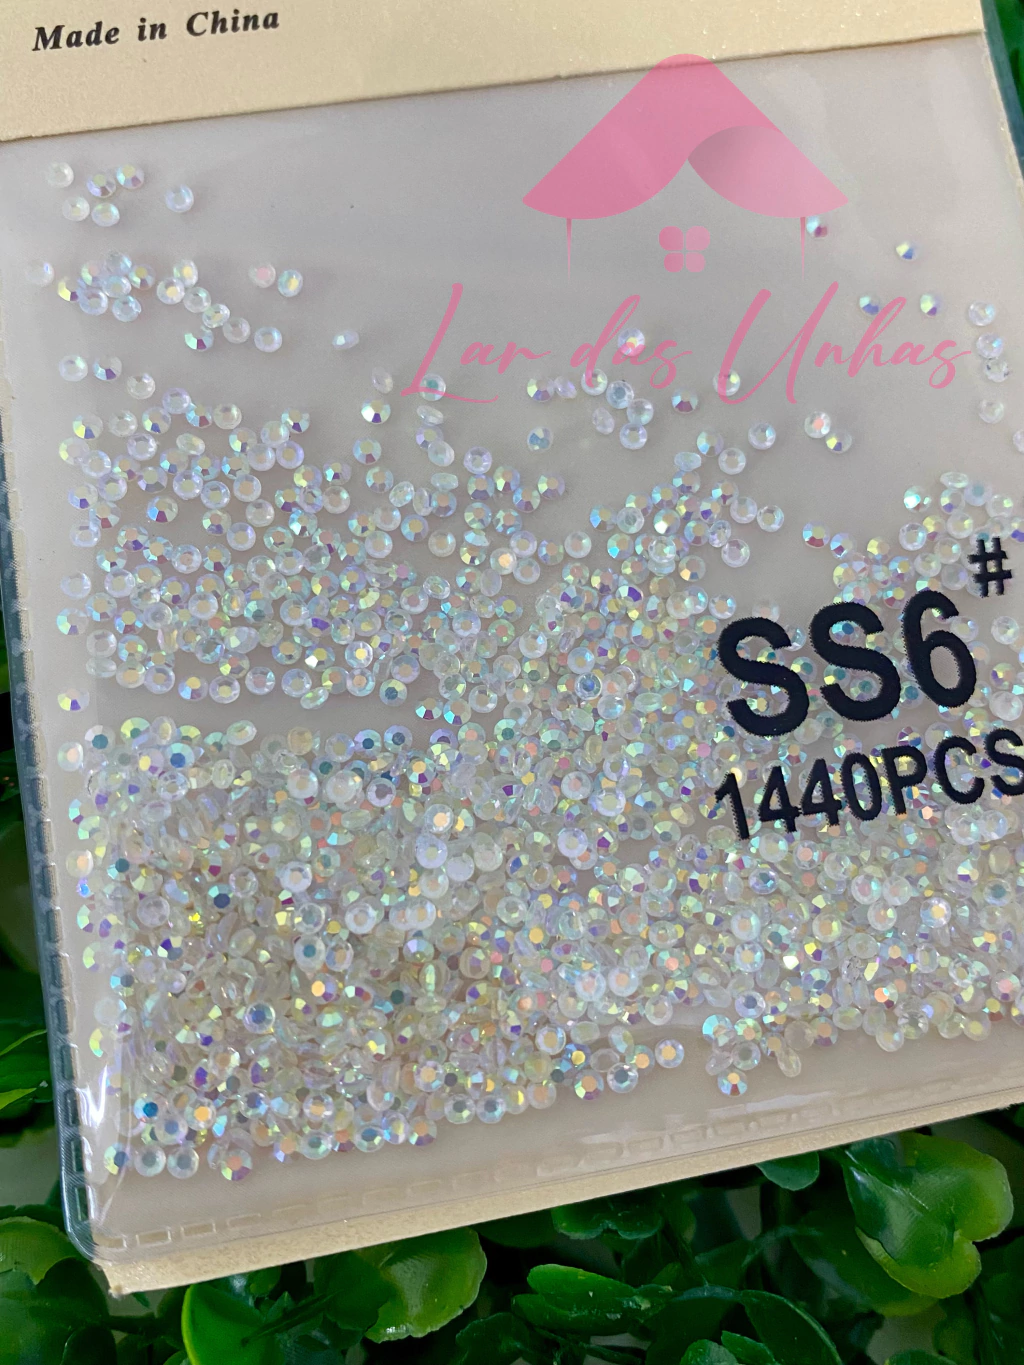 Made in China
Lar das Unhas
SS6#
1440PCS